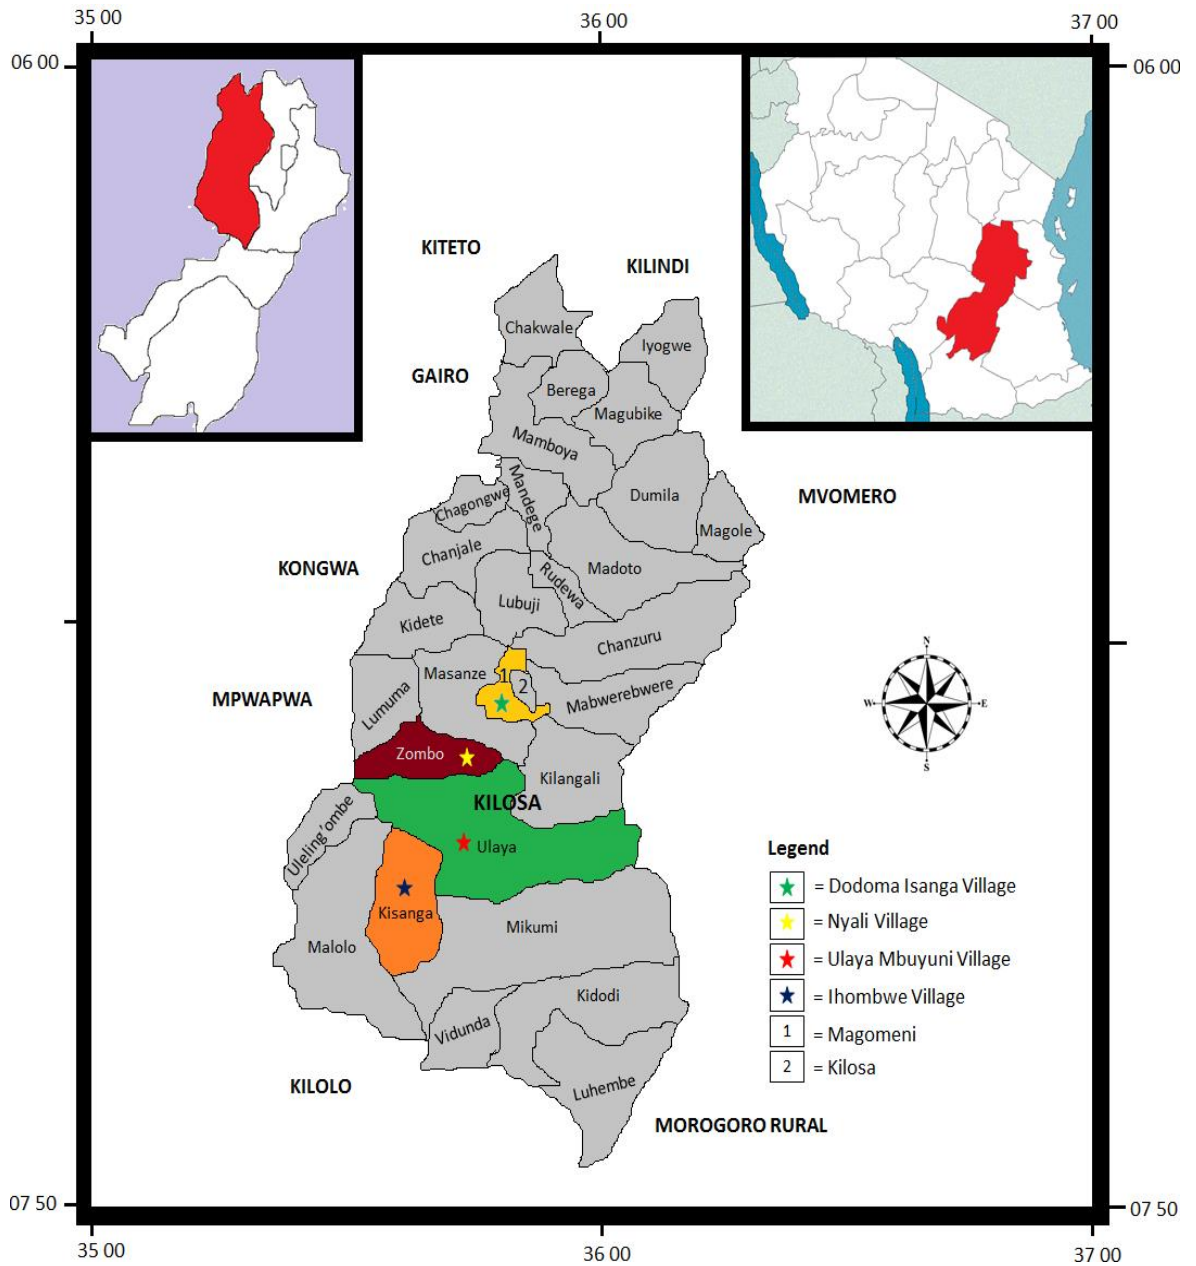 35 00
36 00
37 00
06 00
06 00
KITETO
KILINDI
Chakwale
Iyogwe
GAIRO
Berega
Magubike
Mamboya
Mandege
Dumila
MVOMERO
Chagongwe
Magole
Chanjale
KONGWA
Madoto
Rudewa
Lubuji
Kidete
Chanzuru
N
Masanze
1
2
Mabwerebwere
MPWAPWA
Lumuma
W
E
S
Zombo
Kilangali
KILOSA
Uleling'ombe
Ulaya
Legend
= Dodoma Isanga Village
= Nyali Village
= Ulaya Mbuyuni Village
= Ihombwe Village
1 = Magomeni
2 = Kilosa
Kisanga
Mikumi
Malolo
Kidodi
Vidunda
KILOLO
Luhembe
MOROGORO RURAL
07 50
07 50
35 00
36 00
37 00